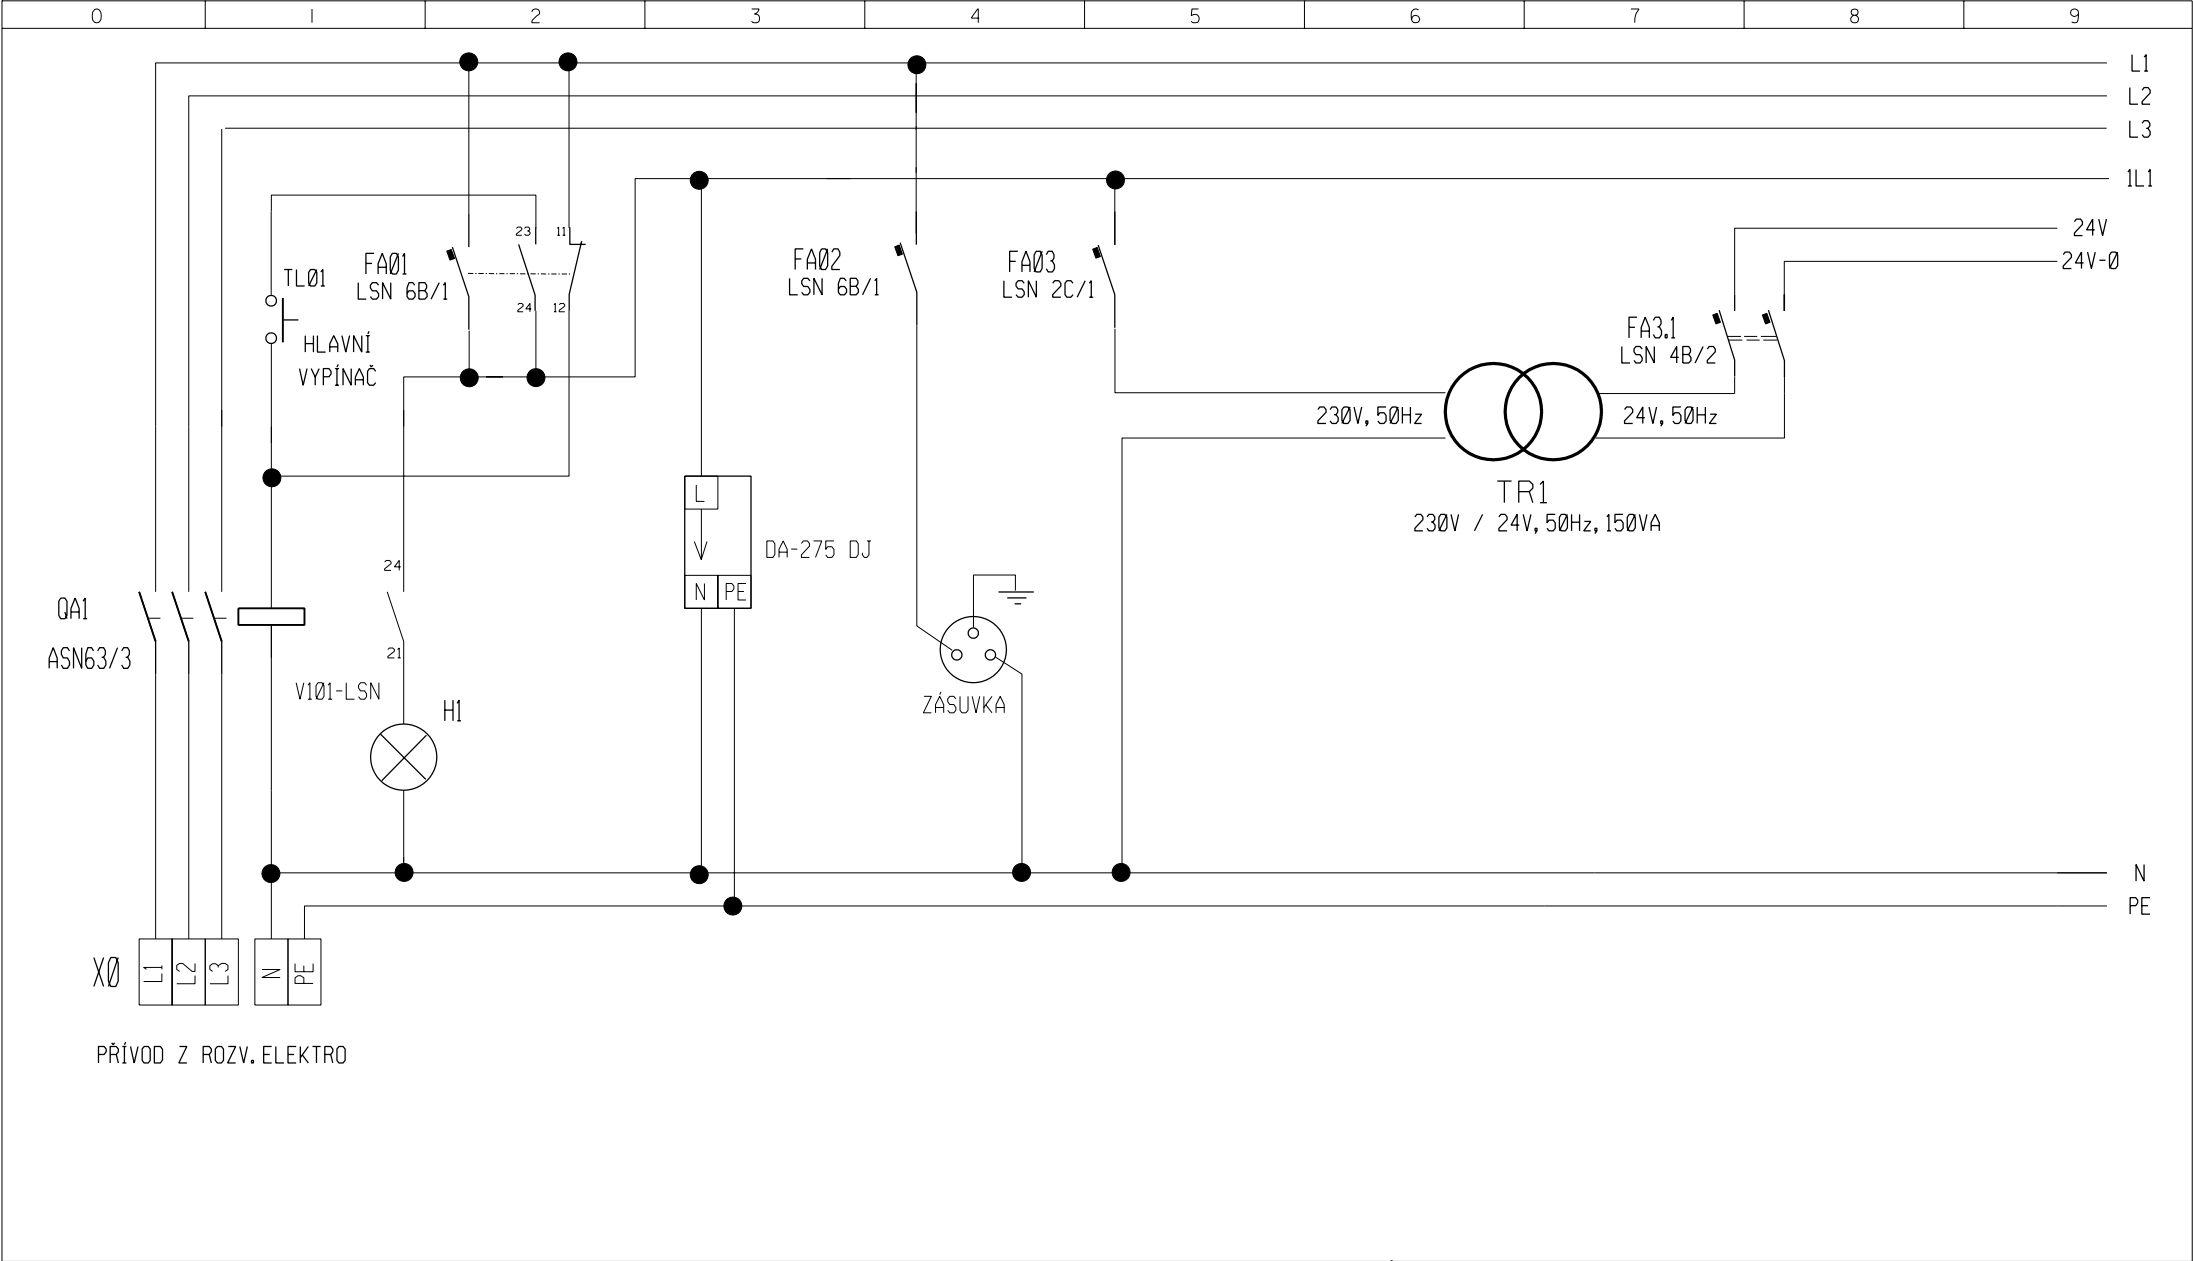 0 1 2 3 4 5 6 7 8 9
L1
L2
L3
1L1
24V
24V-0
23 11
TLØ1
FAØ1
LSN 6B/1
24 12
FAØ2
LSN 6B/1
FAØ3
LSN 2C/1
FA3.1
LSN 4B/2
HLAVNÍ
VYPÍNAČ
230V,50Hz
24V,50Hz
TR1
230V / 24V,50Hz,150VA
L
DA-275 DJ
N PE
24
QA1
ASN63/3
21
V101-LSN
H1
ZÁSUVKA
N
PE
XØ
L1 L2 L3 N PE
PŘÍVOD Z ROZV.ELEKTRO